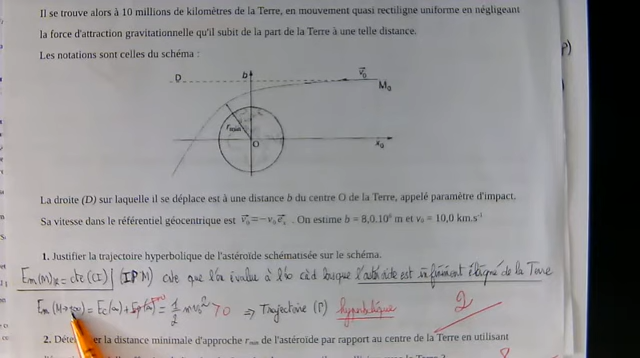 Il se trouve alors à 10 millions de kilomètres de la Terre, en mouvement quasi rectiligne uniforme en négligeant
la force d'attraction gravitationnelle qu'il subit de la part de la Terre à une telle distance.
Les notations sont celles du schéma :
D b v₀
M₀
r_min
O x₀
La droite (D) sur laquelle il se déplace est à une distance b du centre O de la Terre, appelé paramètre d'impact.
Sa vitesse dans le référentiel géocentrique est v₀ = -v₀ e⃗ₓ. On estime b = 8,0.10⁶ m et v₀ = 10,0 km.s⁻¹
1. Justifier la trajectoire hyperbolique de l'astéroïde schématisée sur le schéma.
Em(M)/R = cte (CI) | (IPM) cte que l'on évalue à l'∞ càd lorsque l'astéroïde est infiniment éloigné de la Terre
Em(M→∞) = Ec(∞) + Ep(∞) = 1/2 mv₀² > 0 ⇒ Trajectoire (P) hyperbolique 2
2. Déte er la distance minimale d'approche r_min de l'astéroïde par rapport au centre de la Terre en utilisant